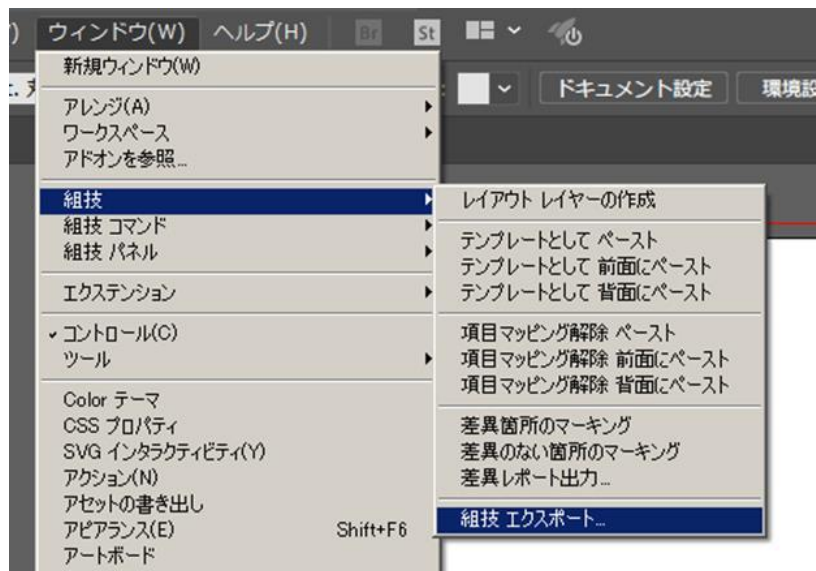 ) ウィンドウ(W) ヘルプ(H) Br St
ドキュメント設定 環境設
新規ウィンドウ(W)
アレンジ(A)
ワークスペース
アドオンを参照...
組技
組技 コマンド
組技 パネル
エクステンション
コントロール(C)
ツール
Color テーマ
CSS プロパティ
SVG インタラクティビティ(Y)
アクション(N)
アセットの書き出し
アピアランス(E) Shift+F6
アートボード
レイアウト レイヤーの作成
テンプレートとして ペースト
テンプレートとして 前面にペースト
テンプレートとして 背面にペースト
項目マッピング解除 ペースト
項目マッピング解除 前面にペースト
項目マッピング解除 背面にペースト
差異箇所のマーキング
差異のない箇所のマーキング
差異レポート出力...
組技 エクスポート...